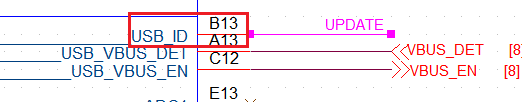 B13
UPDATE
USB_ID
A13
USB_VBUS_DET
VBUS_DET [8]
C12
USB_VBUS_EN
VBUS_EN [8]
E13